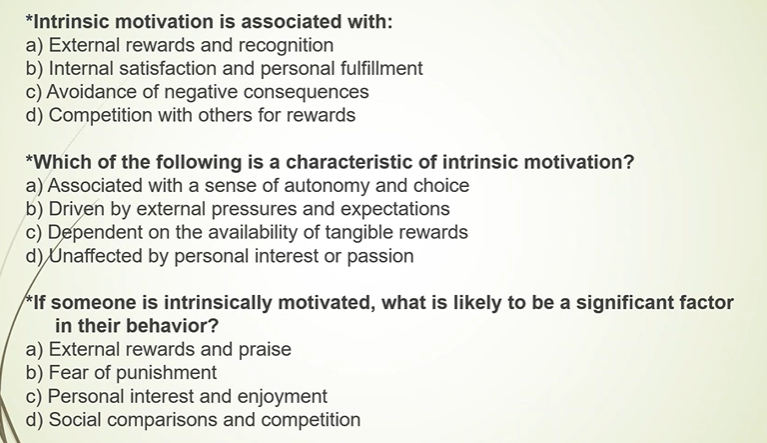 *Intrinsic motivation is associated with:
a) External rewards and recognition
b) Internal satisfaction and personal fulfillment
c) Avoidance of negative consequences
d) Competition with others for rewards
*Which of the following is a characteristic of intrinsic motivation?
a) Associated with a sense of autonomy and choice
b) Driven by external pressures and expectations
c) Dependent on the availability of tangible rewards
d) Unaffected by personal interest or passion
*If someone is intrinsically motivated, what is likely to be a significant factor
in their behavior?
a) External rewards and praise
b) Fear of punishment
c) Personal interest and enjoyment
d) Social comparisons and competition